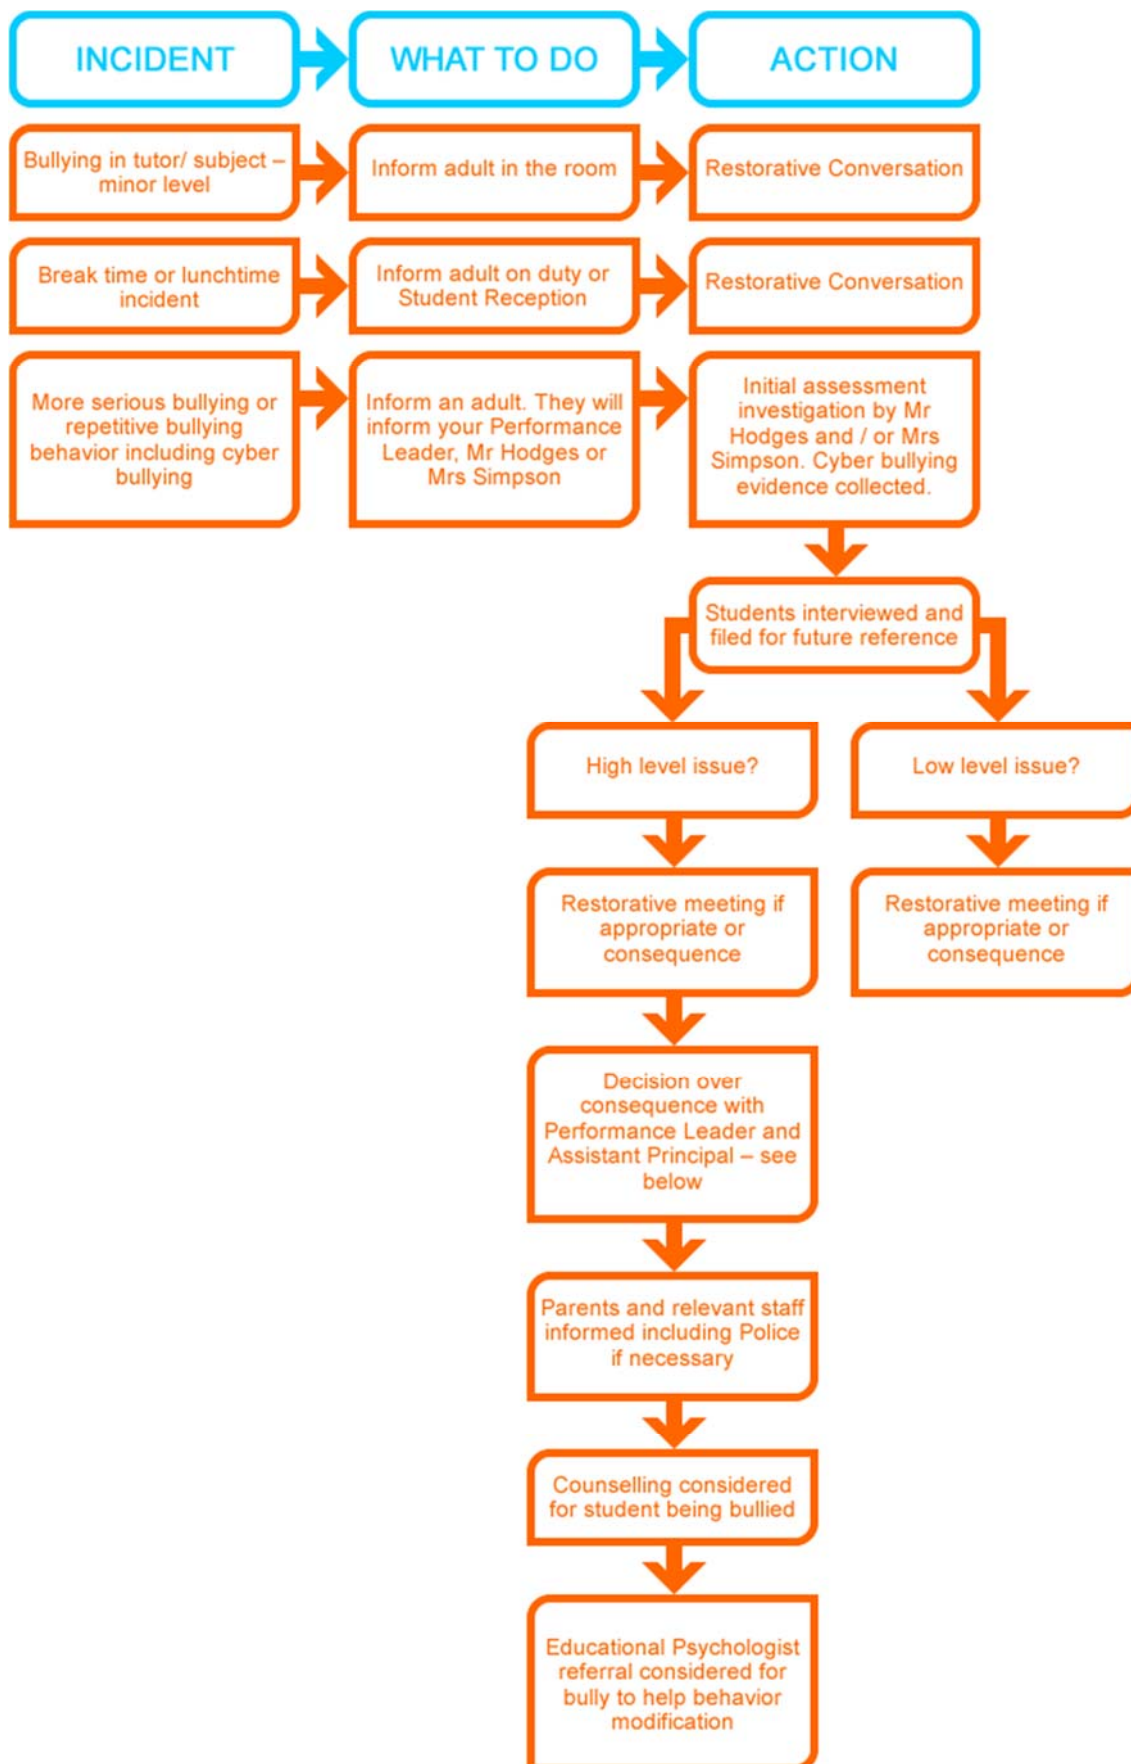 INCIDENT
WHAT TO DO
ACTION
Bullying in tutor/ subject –
minor level
Inform adult in the room
Restorative Conversation
Break time or lunchtime
incident
Inform adult on duty or
Student Reception
Restorative Conversation
More serious bullying or
repetitive bullying
behavior including cyber
bullying
Inform an adult. They will
inform your Performance
Leader, Mr Hodges or
Mrs Simpson
Initial assessment
investigation by Mr
Hodges and / or Mrs
Simpson. Cyber bullying
evidence collected.
Students interviewed and
filed for future reference
High level issue?
Low level issue?
Restorative meeting if
appropriate or
consequence
Restorative meeting if
appropriate or
consequence
Decision over
consequence with
Performance Leader and
Assistant Principal – see
below
Parents and relevant staff
informed including Police
if necessary
Counselling considered
for student being bullied
Educational Psychologist
referral considered for
bully to help behavior
modification